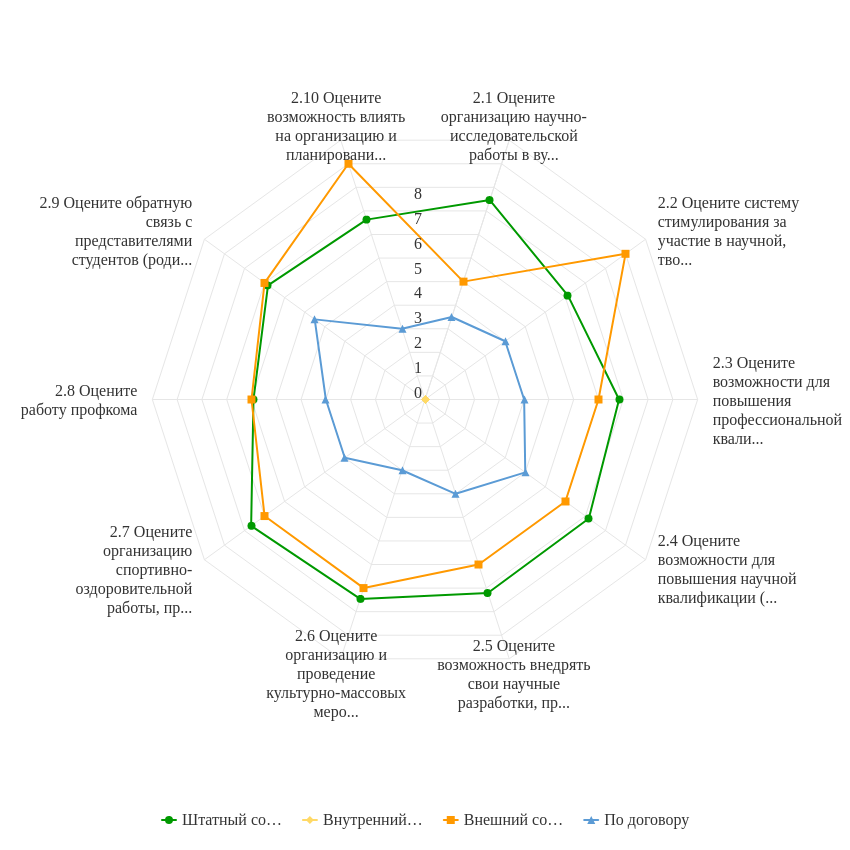 2.10 Оцените
возможность влиять
на организацию и
планировани...
2.1 Оцените
организацию научно-
исследовательской
работы в ву...
2.9 Оцените обратную
связь с
представителями
студентов (роди...
2.2 Оцените систему
стимулирования за
участие в научной,
тво...
8
7
6
5
4
3
2
1
0
2.8 Оцените
работу профкома
2.3 Оцените
возможности для
повышения
профессиональной
квали...
2.7 Оцените
организацию
спортивно-
оздоровительной
работы, пр...
2.4 Оцените
возможности для
повышения научной
квалификации (...
2.6 Оцените
организацию и
проведение
культурно-массовых
меро...
2.5 Оцените
возможность внедрять
свои научные
разработки, пр...
Штатный со… Внутренний… Внешний со… По договору